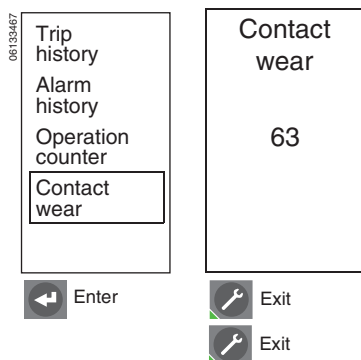 06133467
Trip
history
Alarm
history
Operation
counter
Contact
wear
Enter
Contact
wear
63
Exit
Exit